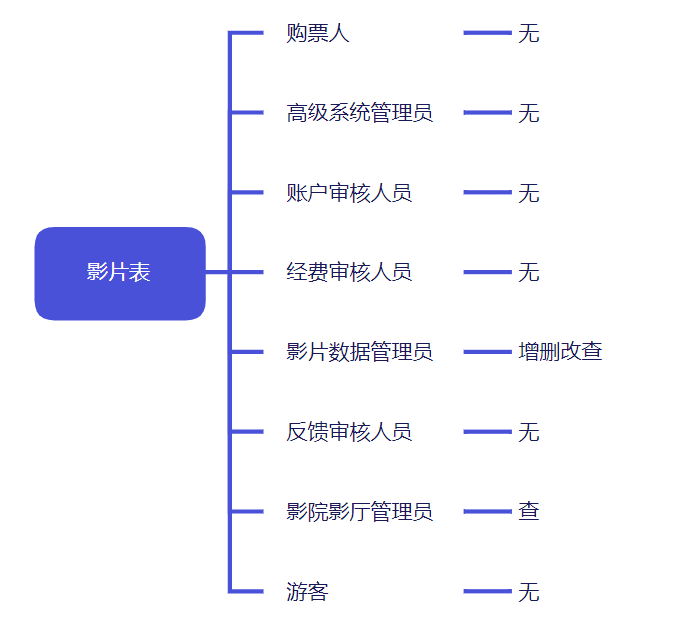 购票人 无
高级系统管理员 无
账户审核人员 无
影片表
经费审核人员 无
影片数据管理员 增删改查
反馈审核人员 无
影院影厅管理员 查
游客 无